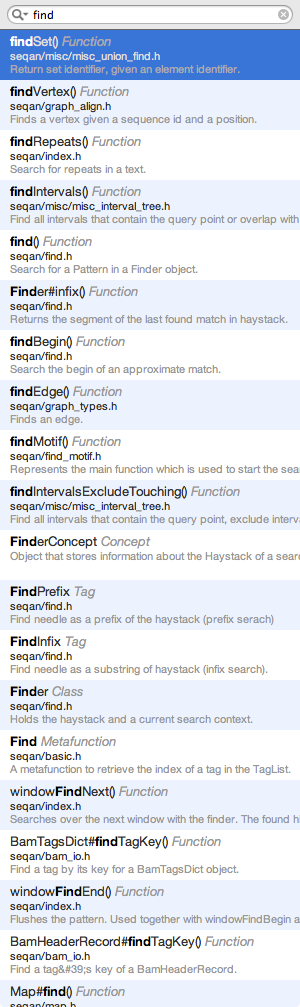 find
findSet() Function
seqan/misc/misc_union_find.h
Return set identifier, given an element identifier.
findVertex() Function
seqan/graph_align.h
Finds a vertex given a sequence id and a position.
findRepeats() Function
seqan/index.h
Search for repeats in a text.
findIntervals() Function
seqan/misc/misc_interval_tree.h
Find all intervals that contain the query point or overlap with
find() Function
seqan/find.h
Search for a Pattern in a Finder object.
Finder#infix() Function
seqan/find.h
Returns the segment of the last found match in haystack.
findBegin() Function
seqan/find.h
Search the begin of an approximate match.
findEdge() Function
seqan/graph_types.h
Finds an edge.
findMotif() Function
seqan/find_motif.h
Represents the main function which is used to start the sea
findIntervalsExcludeTouching() Function
seqan/misc/misc_interval_tree.h
Find all intervals that contain the query point, exclude interv
FinderConcept Concept
Object that stores information about the Haystack of a searc
FindPrefix Tag
seqan/find.h
Find needle as a prefix of the haystack (prefix serach)
FindInfix Tag
seqan/find.h
Find needle as a substring of haystack (infix search).
Finder Class
seqan/find.h
Holds the haystack and a current search context.
Find Metafunction
seqan/basic.h
A metafunction to retrieve the index of a tag in the TagList.
windowFindNext() Function
seqan/index.h
Searches over the next window with the finder. The found hi
BamTagsDict#findTagKey() Function
seqan/bam_io.h
Find a tag by its key for a BamTagsDict object.
windowFindEnd() Function
seqan/index.h
Flushes the pattern. Used together with windowFindBegin a
BamHeaderRecord#findTagKey() Function
seqan/bam_io.h
Find a tag&#39;s key of a BamHeaderRecord.
Map#find() Function
seqan/map.h